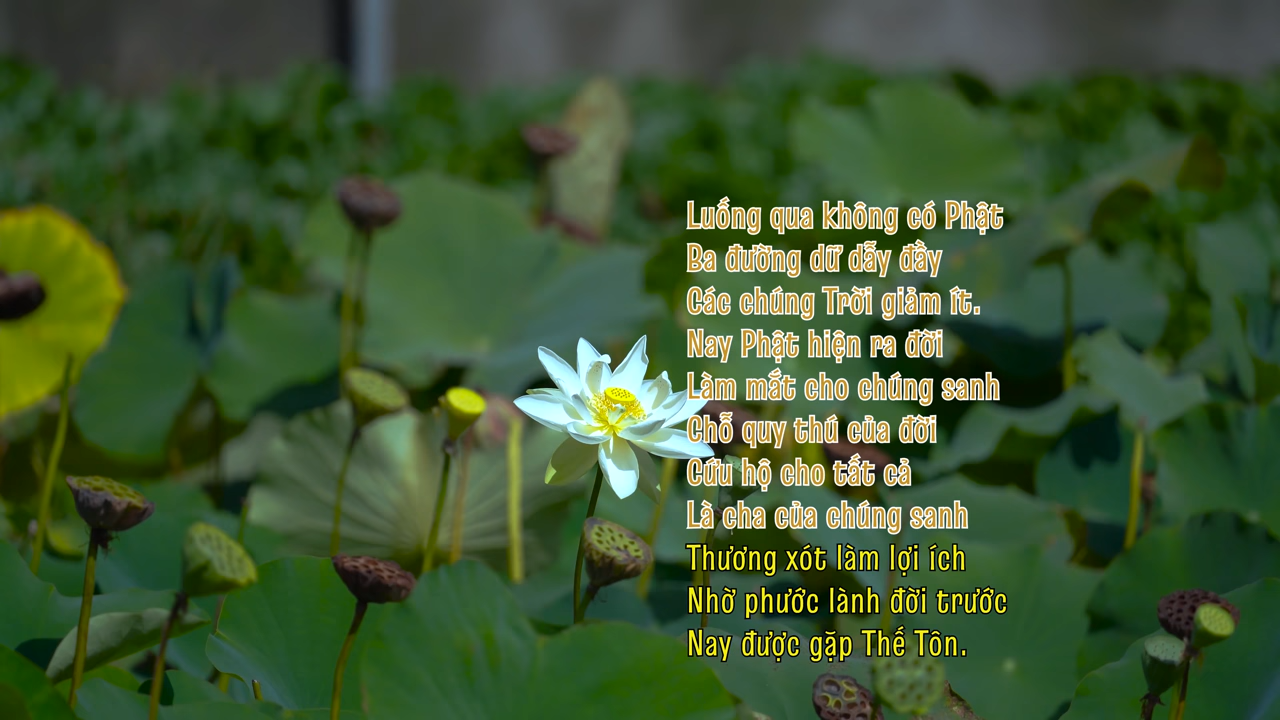 Luống qua không có Phật
Ba đường dữ dẫy đầy
Các chúng Trời giảm ít.
Nay Phật hiện ra đời
Làm mắt cho chúng sanh
Chỗ quy thú của đời
Cứu hộ cho tất cả
Là cha của chúng sanh
Thương xót làm lợi ích
Nhờ phước lành đời trước
Nay được gặp Thế Tôn.